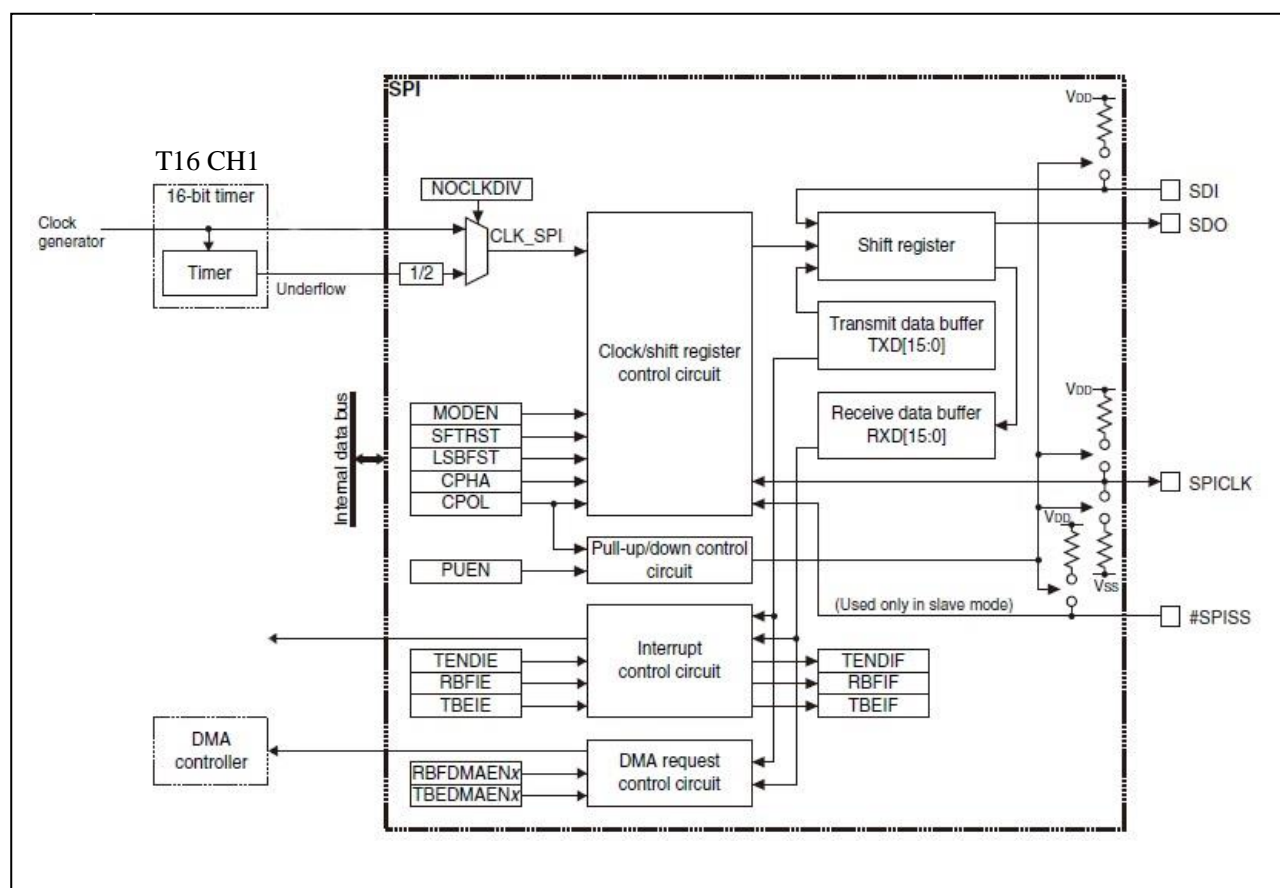 SPI
VDD
T16 CH1
16-bit timer
NOCLKDIV
SDI
Clock
generator
CLK_SPI
SDO
Shift register
Timer
1/2
Underflow
Transmit data buffer
TXD[15:0]
Clock/shift register
control circuit
VDD
Internal data bus
MODEN
Receive data buffer
RXD[15:0]
SFTRST
LSBFST
CPHA
SPICLK
CPOL
VDD
Pull-up/down control
circuit
PUEN
VSS
(Used only in slave mode)
#SPISS
Interrupt
control circuit
TENDIE
TENDIF
RBFIE
RBFIF
TBEIE
TBEIF
DMA
controller
DMA request
control circuit
RBFDMAENx
TBEDMAENx